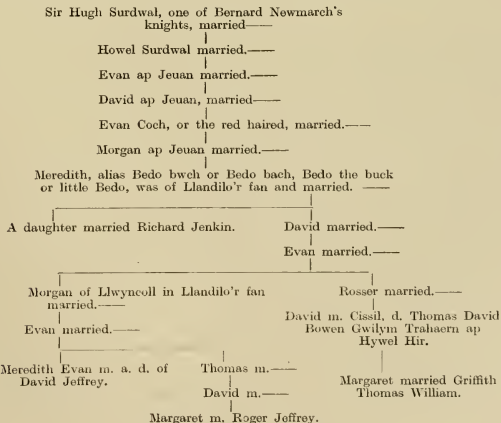 Sir Hugh Surdwal, one of Bernard Newmarch's
knights, married——
Howel Surdwal married.——
Evan ap Jeuan married.——
David ap Jeuan, married——
Evan Coch, or the red haired, married.——
Morgan ap Jeuan married.——
Meredith, alias Bedo bwch or Bedo bach, Bedo the buck
or little Bedo, was of Llandilo'r fan and married. ——
A daughter married Richard Jenkin.
David married.——
Evan married.——
Morgan of Llwyncoll in Llandilo'r fan
married.——
Evan married.——
Meredith Evan m. a. d. of
David Jeffrey.
Thomas m.——
David m.——
Margaret m. Roger Jeffrey.
Rosser married.——
David m. Cissil, d. Thomas David
Bowen Gwilym Trahaern ap
Hywel Hir.
Margaret married Griffith
Thomas William.